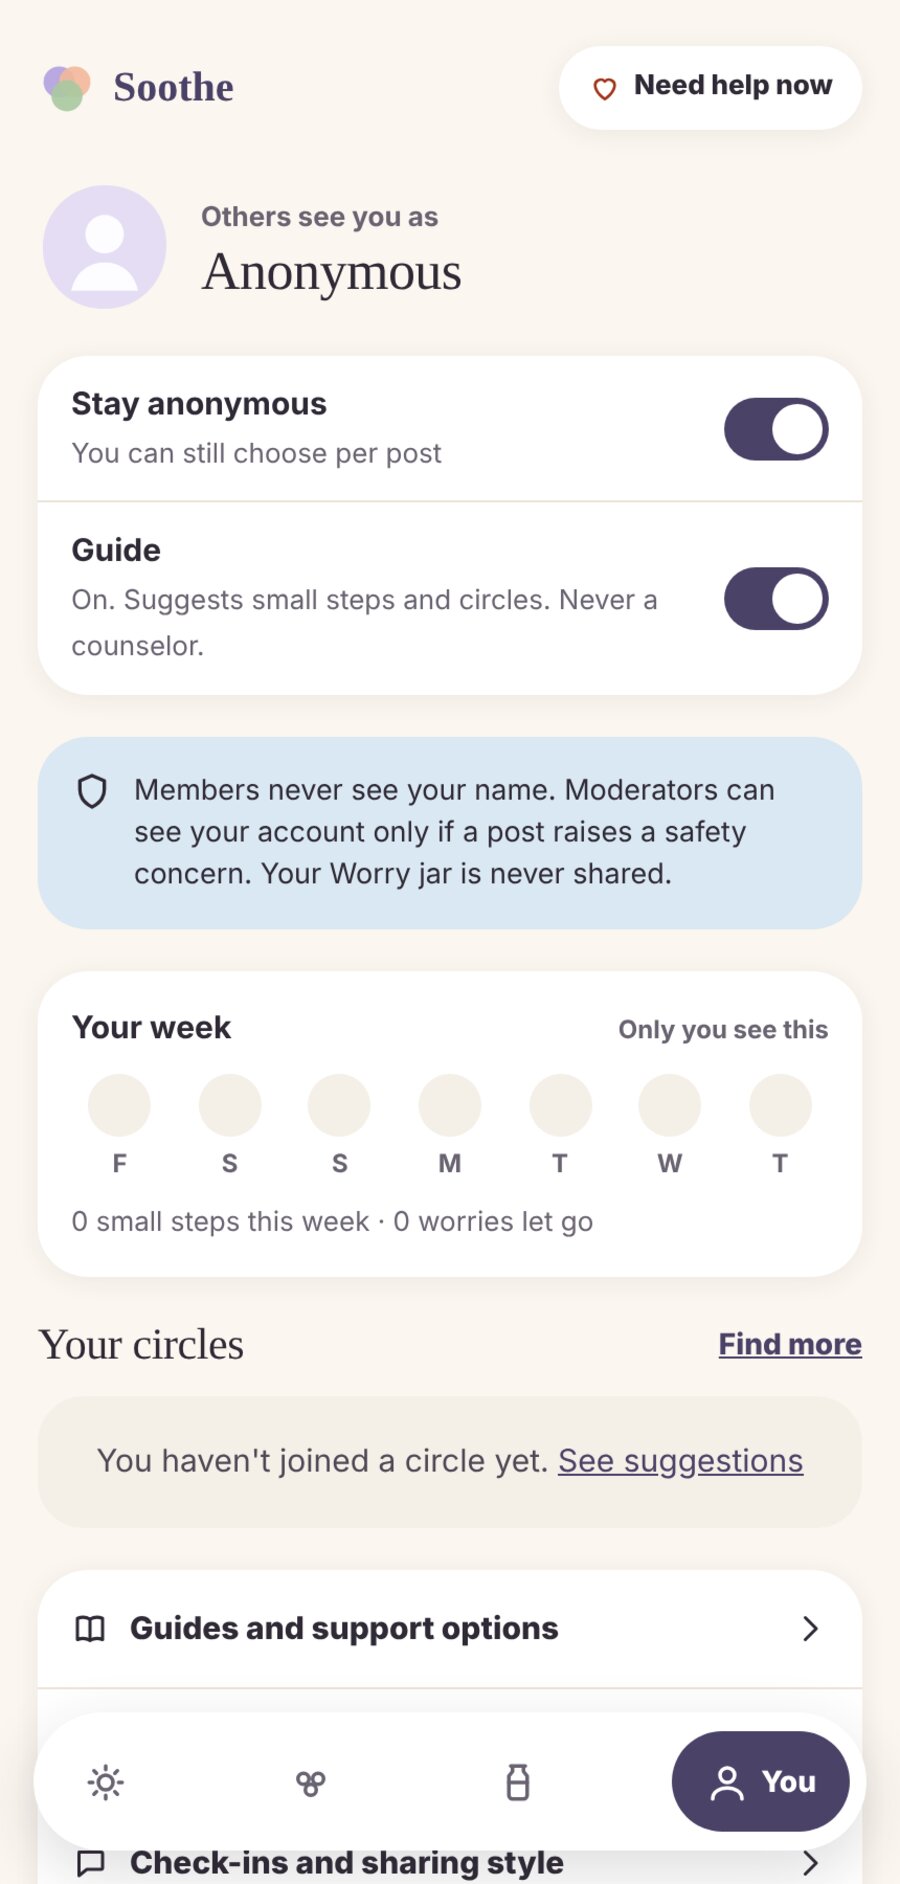 Soothe
Need help now
Others see you as
Anonymous
Stay anonymous
You can still choose per post
Guide
On. Suggests small steps and circles. Never a
counselor.
Members never see your name. Moderators can
see your account only if a post raises a safety
concern. Your Worry jar is never shared.
Your week
Only you see this
F S S M T W T
0 small steps this week · 0 worries let go
Your circles
Find more
You haven't joined a circle yet. See suggestions
Guides and support options
You
Check-ins and sharing style